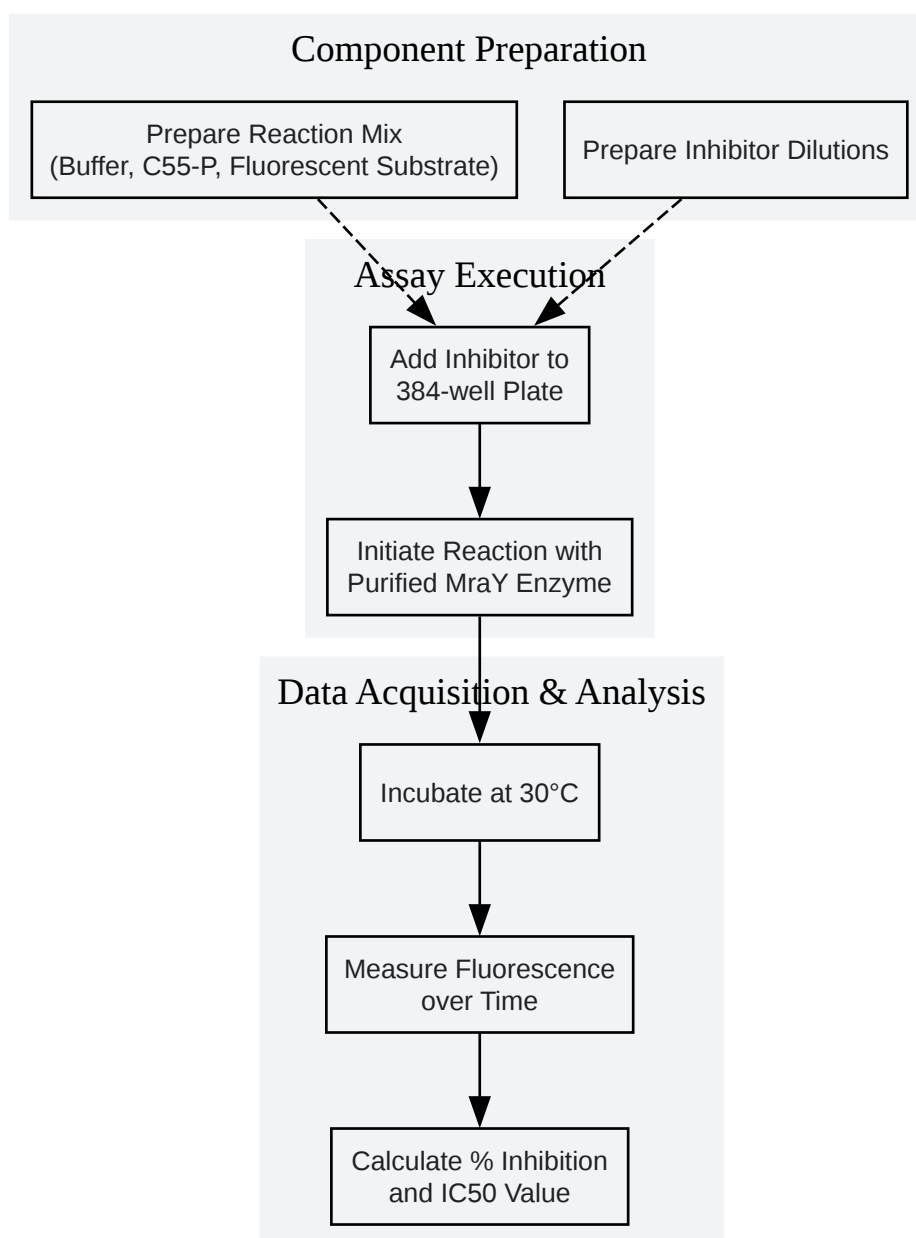 Component Preparation
Prepare Reaction Mix
(Buffer, C55-P, Fluorescent Substrate)
Prepare Inhibitor Dilutions
Assay Execution
Add Inhibitor to
384-well Plate
Initiate Reaction with
Purified MraY Enzyme
Data Acquisition & Analysis
Incubate at 30°C
Measure Fluorescence
over Time
Calculate % Inhibition
and IC50 Value